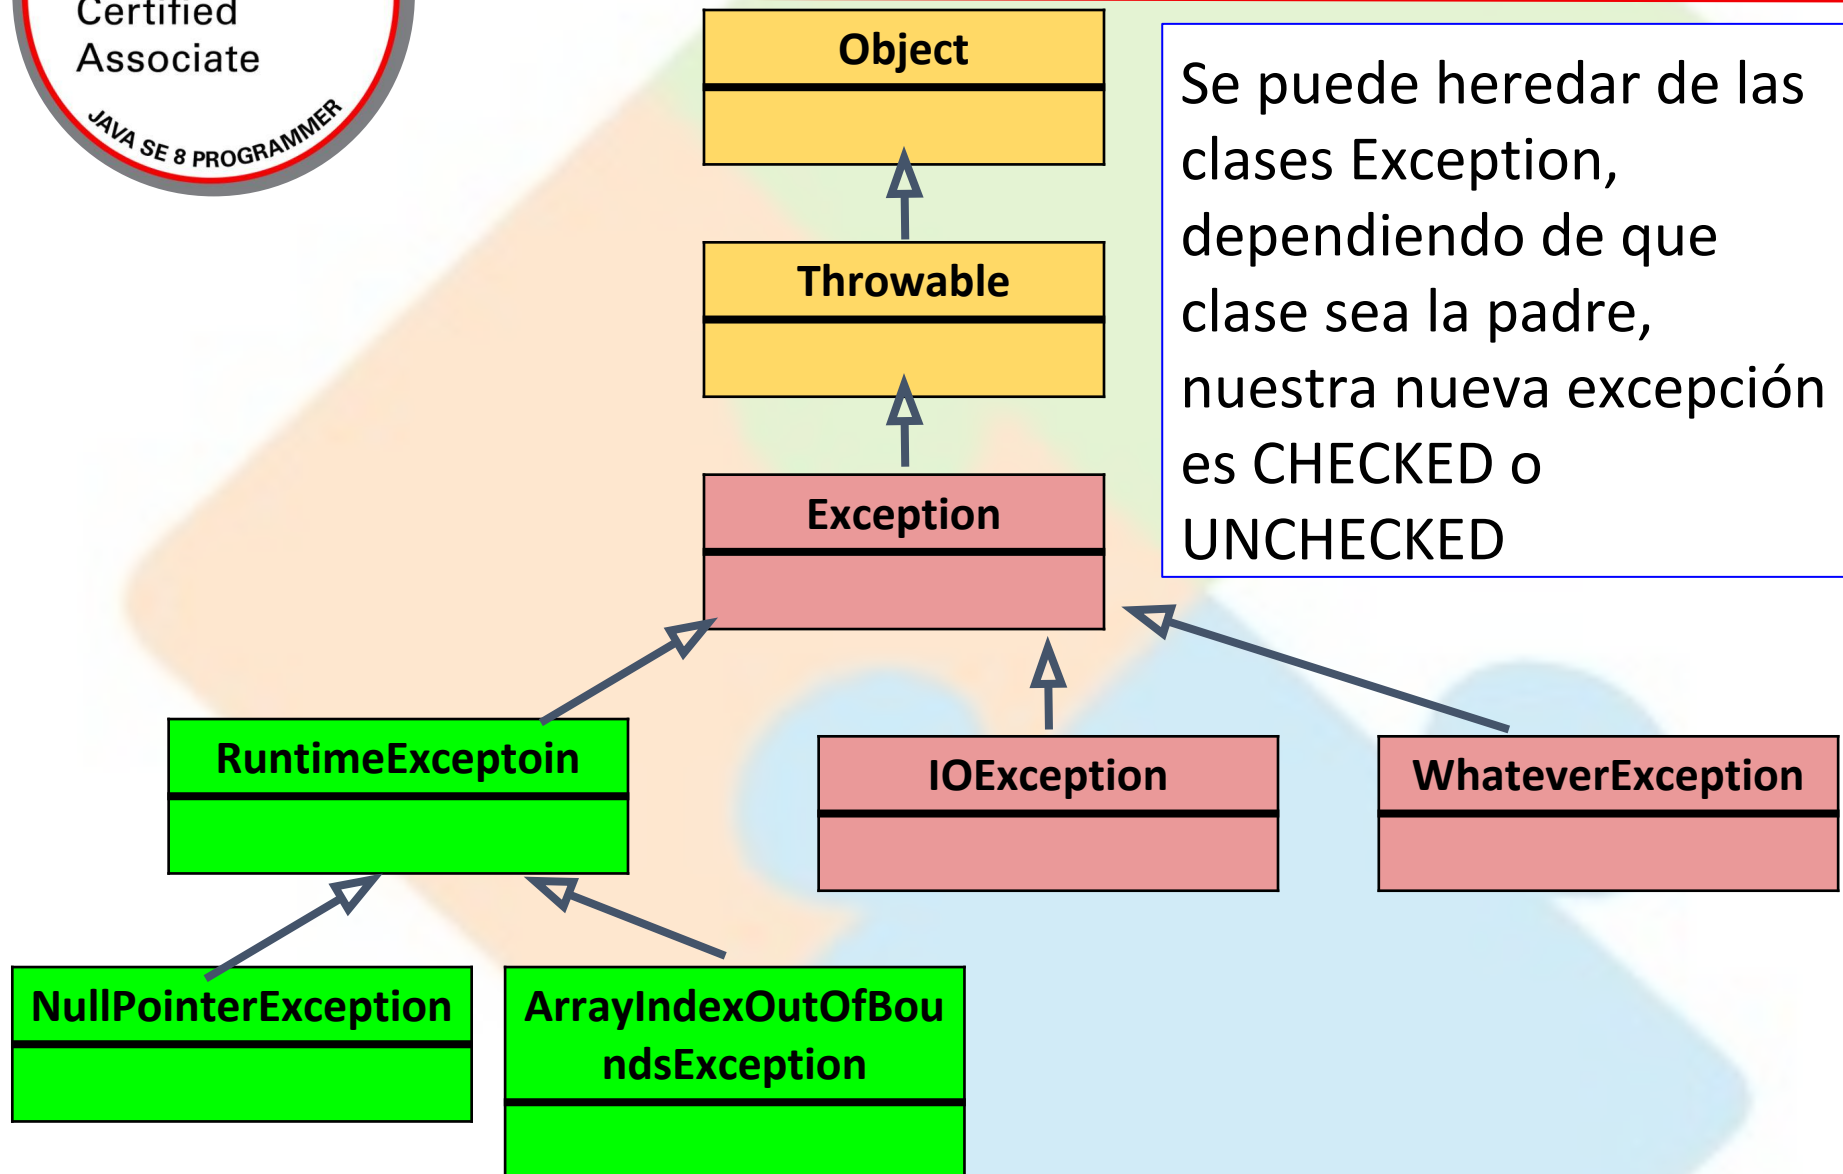 Certified
Associate
JAVA SE 8 PROGRAMMER
Object
Se puede heredar de las
clases Exception,
dependiendo de que
clase sea la padre,
nuestra nueva excepción
es CHECKED o
UNCHECKED
Throwable
Exception
RuntimeExceptoin
IOException
WhateverException
NullPointerException
ArrayIndexOutOfBou
ndsException